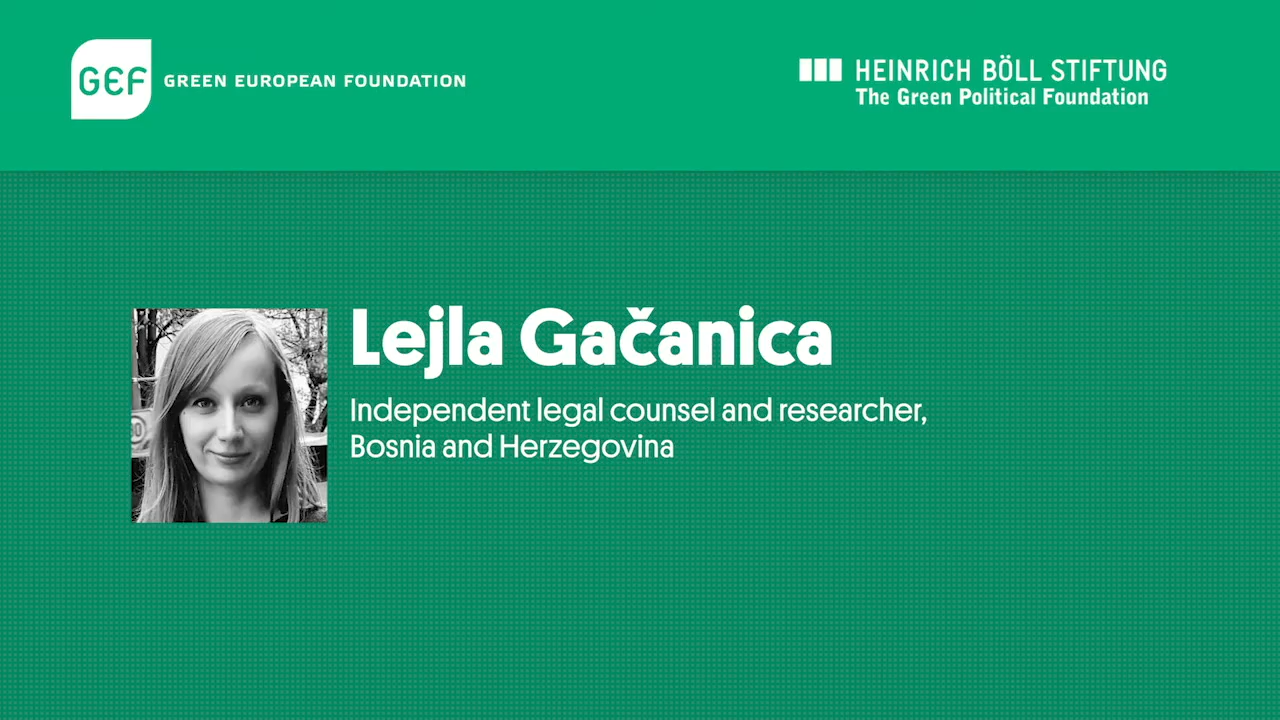 GEF GREEN EUROPEAN FOUNDATION
HEINRICH BÖLL STIFTUNG
The Green Political Foundation
Lejla Gačanica
Independent legal counsel and researcher,
Bosnia and Herzegovina